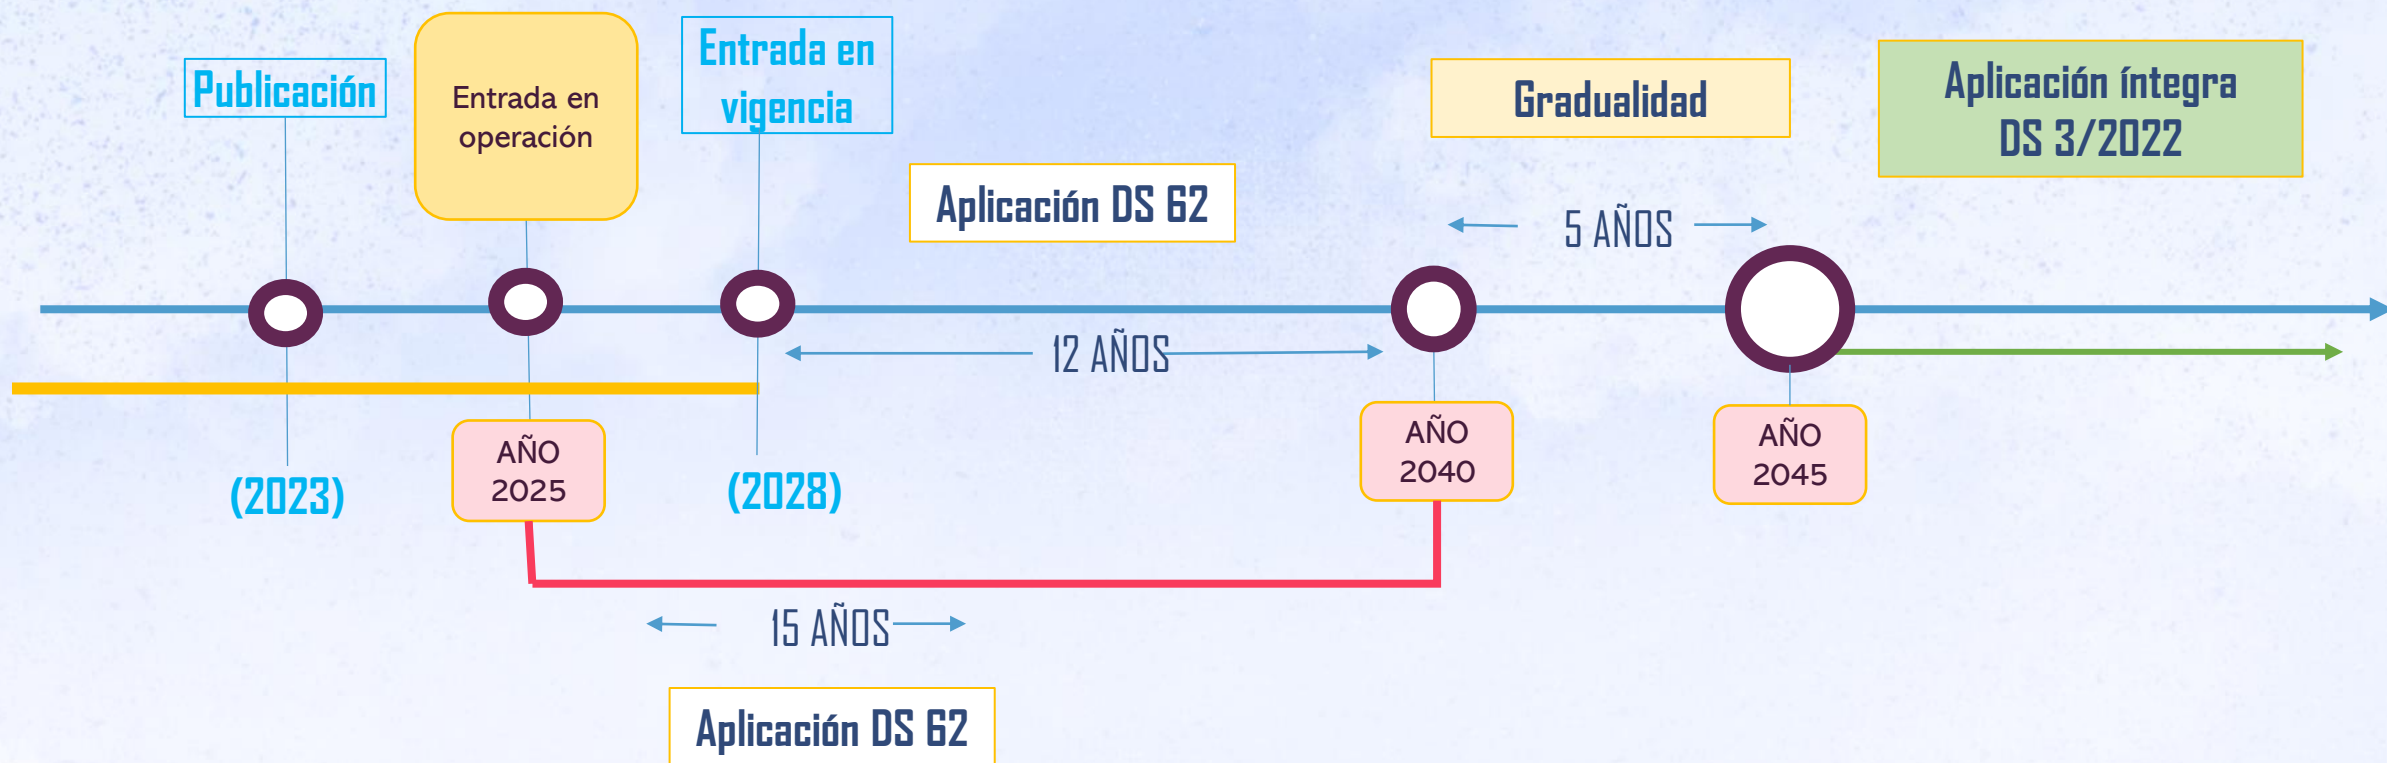 Publicación
Entrada en
operación
Entrada en
vigencia
Aplicación DS 62
Gradualidad
Aplicación íntegra
DS 3/2022
5 AÑOS
12 AÑOS
(2023)
AÑO
2025
(2028)
AÑO
2040
AÑO
2045
15 AÑOS
Aplicación DS 62